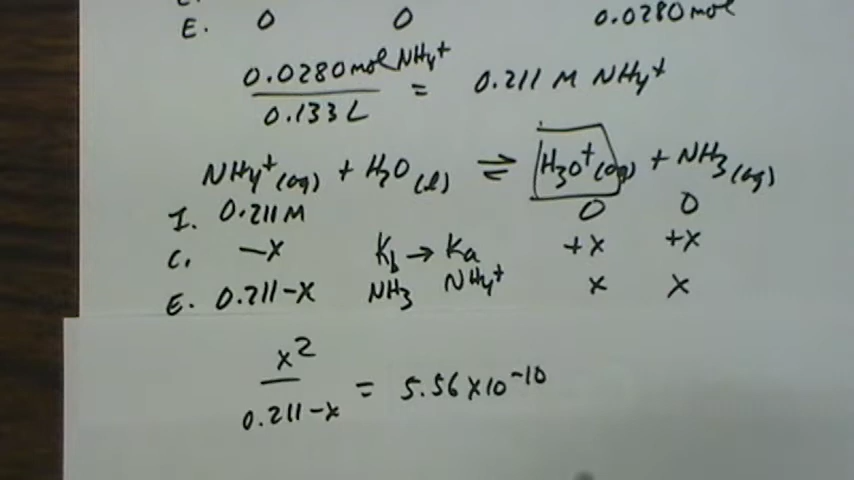 E. 0 0 0.0280 mol
0.0280 mol NH4+
0.133 L
= 0.211 M NH4+
NH4+(aq) + H2O(l) ⇌ H3O+(aq) + NH3(aq)
I. 0.211 M 0 0
C. -x Kb → Ka +x +x
E. 0.211-x NH3 NH4+ x x
x²
0.211-x
= 5.56 x 10⁻¹⁰